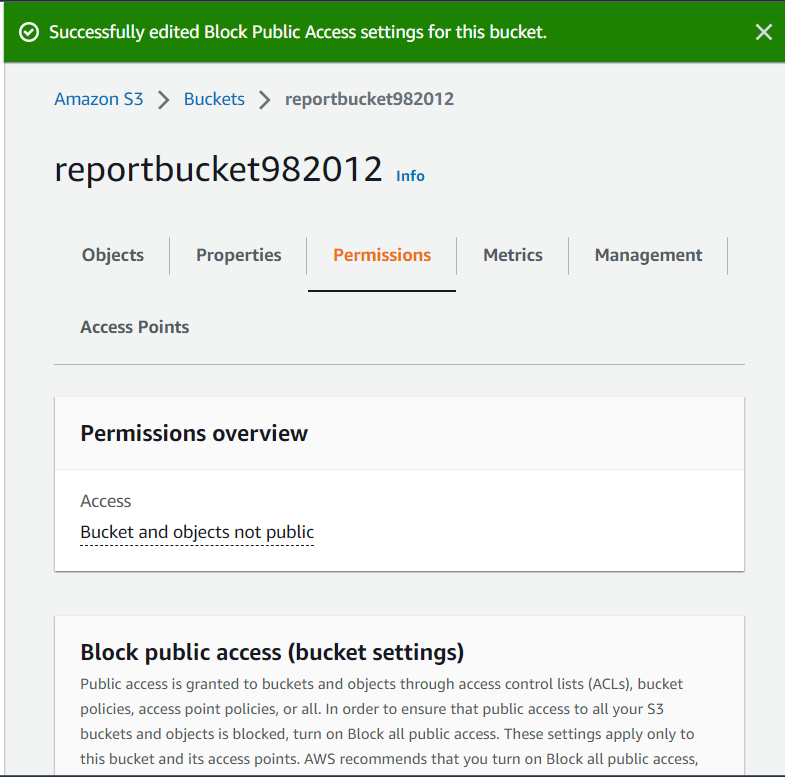 Successfully edited Block Public Access settings for this bucket.
Amazon S3 > Buckets > reportbucket982012
reportbucket982012 Info
Objects Properties Permissions Metrics Management
Access Points
Permissions overview
Access
Bucket and objects not public
Block public access (bucket settings)
Public access is granted to buckets and objects through access control lists (ACLs), bucket
policies, access point policies, or all. In order to ensure that public access to all your S3
buckets and objects is blocked, turn on Block all public access. These settings apply only to
this bucket and its access points. AWS recommends that you turn on Block all public access,